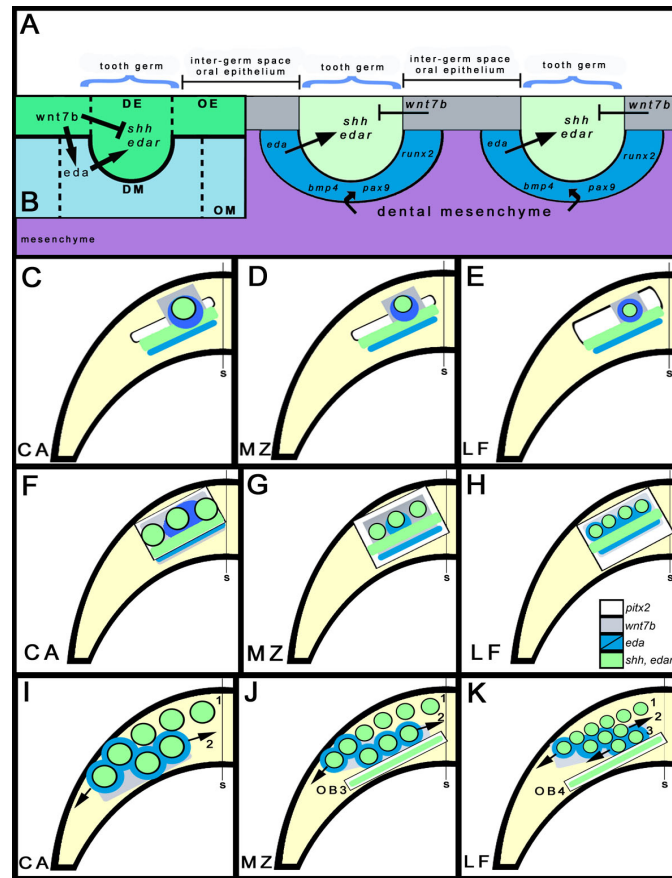 A
tooth germ
inter-germ space
oral epithelium
tooth germ
inter-germ space
oral epithelium
tooth germ
DE
OE
wnt7b
shh
edar
eda
DM
OM
B
mesenchyme
shh
edar
wnt7b
eda
runx2
bmp4
pax9
shh
edar
wnt7b
eda
runx2
bmp4
pax9
dental mesenchyme
C
s
CA
D
s
MZ
E
s
LF
F
s
CA
G
s
MZ
H
s
LF
pitx2
wnt7b
eda
shh, edar
I
1
2
s
CA
J
1
2
OB3
s
MZ
K
1
2
3
OB4
s
LF